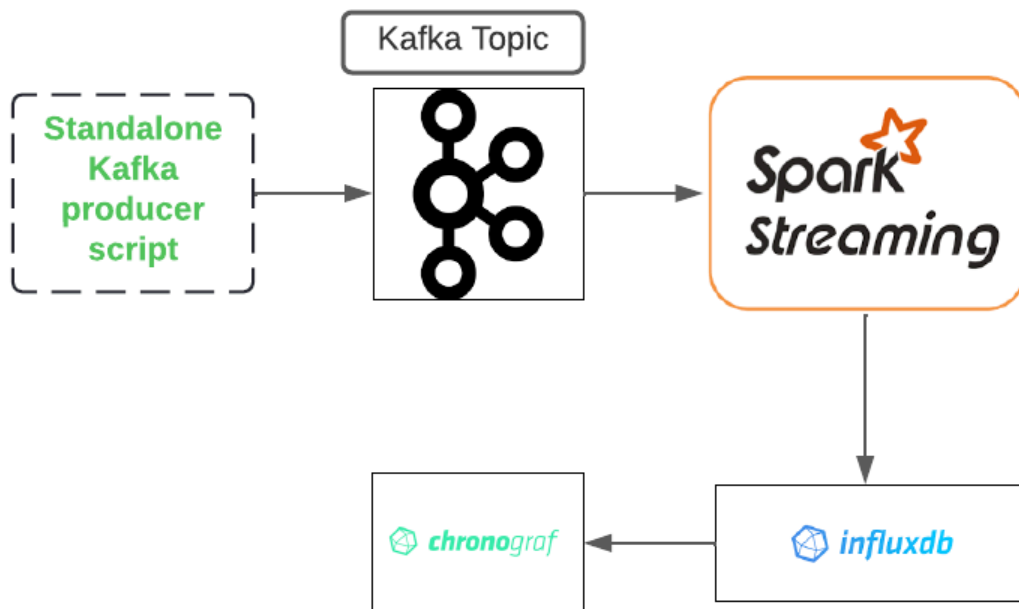 Kafka Topic
Standalone
Kafka
producer
script
Spark
Streaming
chronograf
influxdb